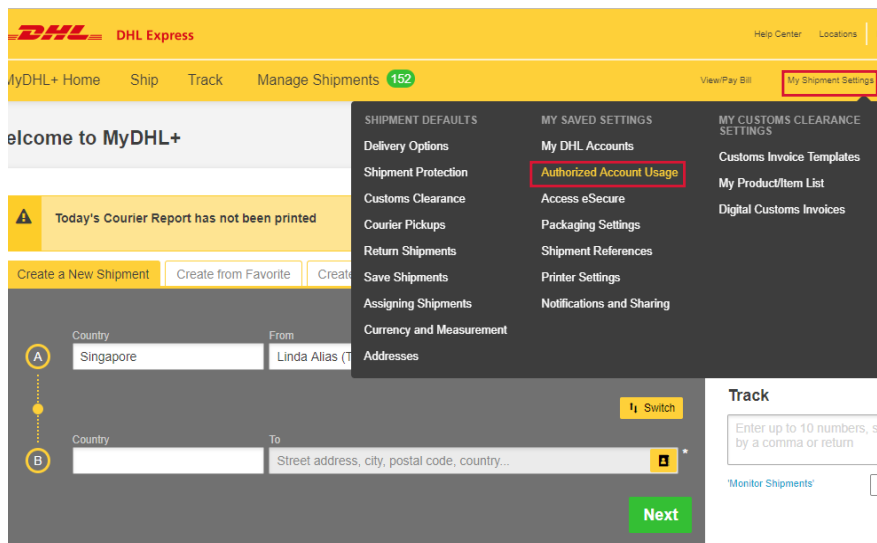 DHL DHL Express
Help Center Locations
MyDHL+ Home Ship Track Manage Shipments 152
View/Pay Bill My Shipment Settings
SHIPMENT DEFAULTS
Delivery Options
Shipment Protection
Customs Clearance
Courier Pickups
Return Shipments
Save Shipments
Assigning Shipments
Currency and Measurement
Addresses
MY SAVED SETTINGS
My DHL Accounts
Authorized Account Usage
Access eSecure
Packaging Settings
Shipment References
Printer Settings
Notifications and Sharing
MY CUSTOMS CLEARANCE
SETTINGS
Customs Invoice Templates
My Product/Item List
Digital Customs Invoices
elcome to MyDHL+
Today's Courier Report has not been printed
Create a New Shipment Create from Favorite Create
Country From
A Singapore Linda Alias (T
Switch
Country To
B Street address, city, postal code, country... *
Next
Track
Enter up to 10 numbers, s
by a comma or return
'Monitor Shipments'